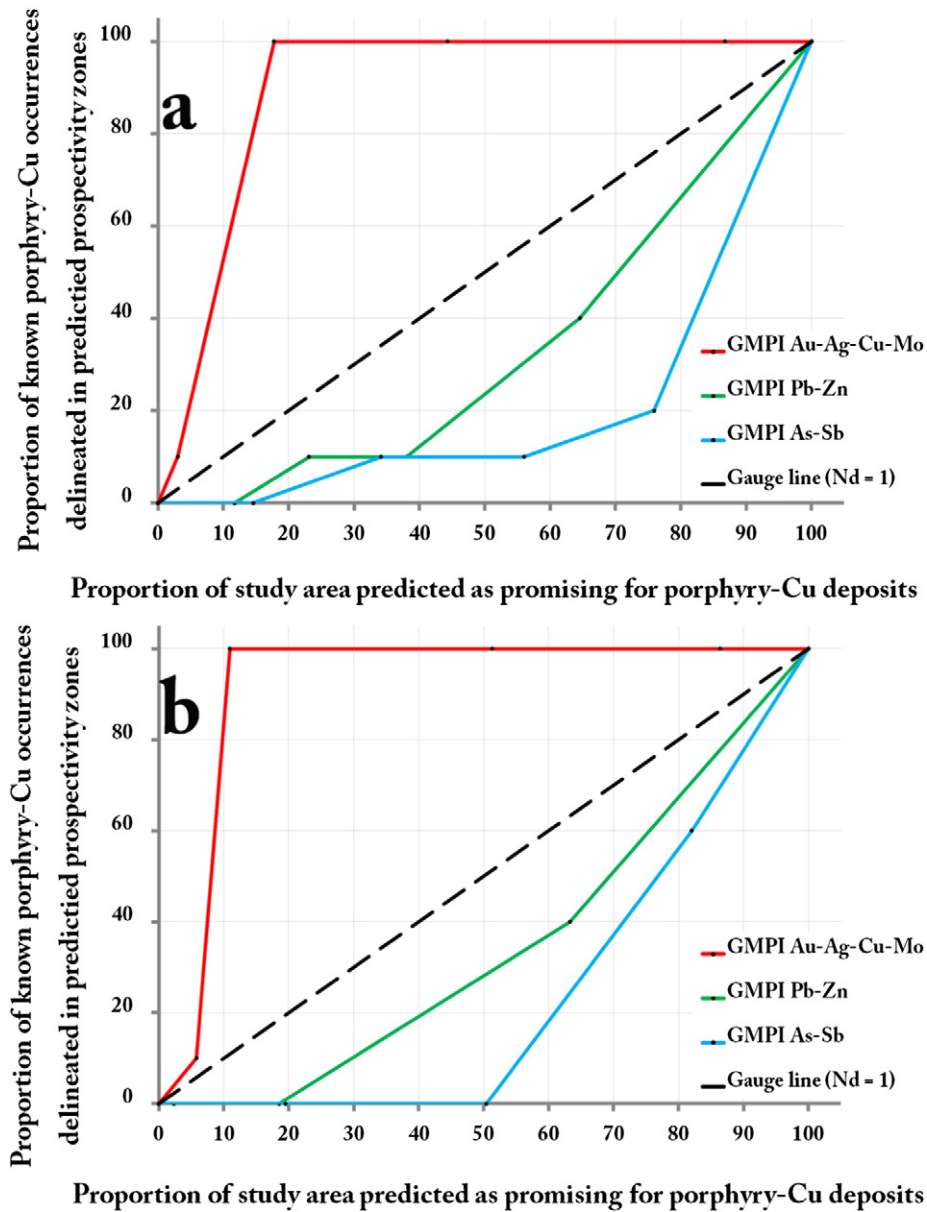 a
Proportion of known porphyry-Cu occurrences
delineated in predictied prospectivity zones
100
80
60
40
20
0
GMPI Au-Ag-Cu-Mo
GMPI Pb-Zn
GMPI As-Sb
Gauge line (Nd = 1)
0 10 20 30 40 50 60 70 80 90 100
Proportion of study area predicted as promising for porphyry-Cu deposits
b
Proportion of known porphyry-Cu occurrences
delineated in predictied prospectivity zones
100
80
60
40
20
0
GMPI Au-Ag-Cu-Mo
GMPI Pb-Zn
GMPI As-Sb
Gauge line (Nd = 1)
0 10 20 30 40 50 60 70 80 90 100
Proportion of study area predicted as promising for porphyry-Cu deposits